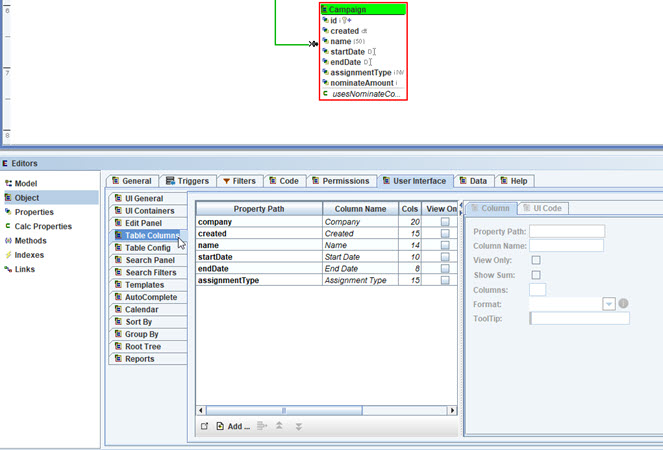 6
7
8
Campaign
id i
created dt
name (50)
startDate D
endDate D
assignmentType
nominateAmount i
usesNominateCo...
Editors
Model
Object
Properties
Calc Properties
Methods
Indexes
Links
General Triggers Filters Code Permissions User Interface Data Help
UI General
UI Containers
Edit Panel
Table Columns
Table Config
Search Panel
Search Filters
Templates
AutoComplete
Calendar
Sort By
Group By
Root Tree
Reports
Property Path Column Name Cols View On
company Company 20
created Created 15
name Name 14
startDate Start Date 10
endDate End Date 8
assignmentType Assignment Type 15
Add ...
Column UI Code
Property Path:
Column Name:
View Only:
Show Sum:
Columns:
Format:
ToolTip: